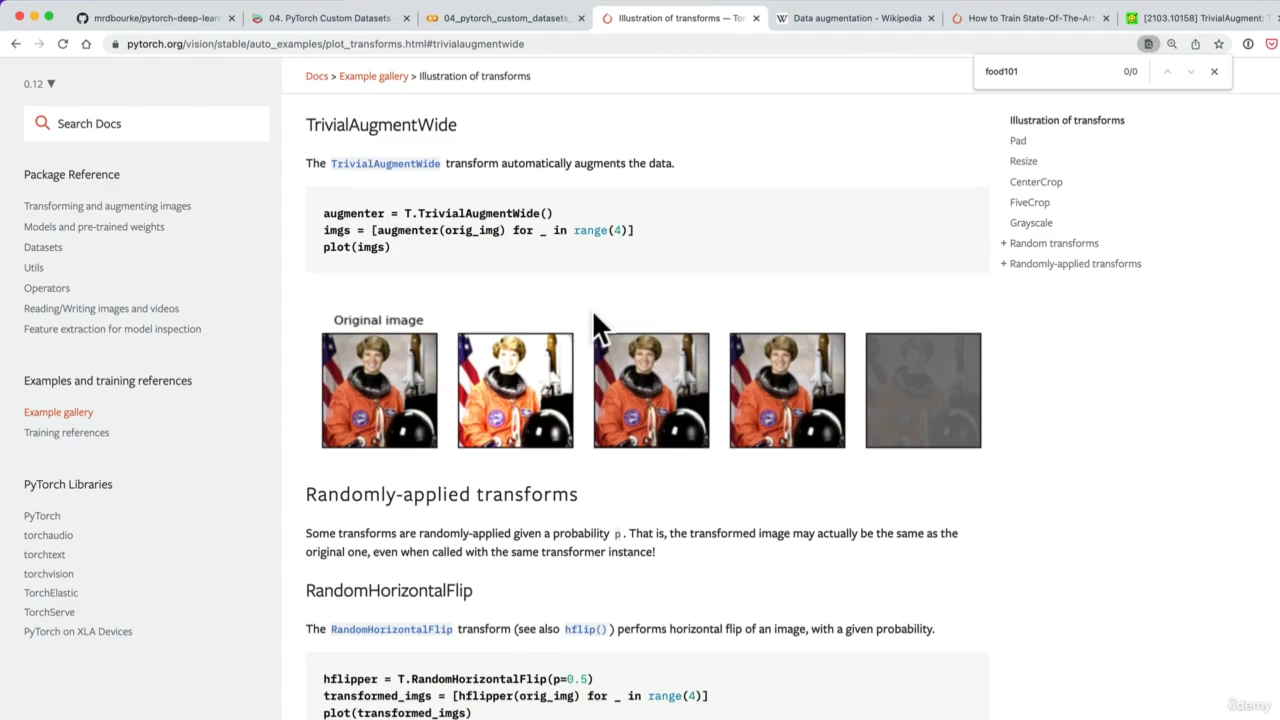 mrdbourke/pytorch-deep-learn
04. PyTorch Custom Datasets -
04_pytorch_custom_datasets_
Illustration of transforms — Tor
Data augmentation - Wikipedia
How to Train State-Of-The-Art
[2103.10158] TrivialAugment: T
pytorch.org/vision/stable/auto_examples/plot_transforms.html#trivialaugmentwide
food101
0/0
0.12 ▼
Search Docs
Package Reference
Transforming and augmenting images
Models and pre-trained weights
Datasets
Utils
Operators
Reading/Writing images and videos
Feature extraction for model inspection
Examples and training references
Example gallery
Training references
PyTorch Libraries
PyTorch
torchaudio
torchtext
torchvision
TorchElastic
TorchServe
PyTorch on XLA Devices
Docs > Example gallery > Illustration of transforms
TrivialAugmentWide
The TrivialAugmentWide transform automatically augments the data.
augmenter = T.TrivialAugmentWide()
imgs = [augmenter(orig_img) for _ in range(4)]
plot(imgs)
Original image
Randomly-applied transforms
Some transforms are randomly-applied given a probability p. That is, the transformed image may actually be the same as the
original one, even when called with the same transformer instance!
RandomHorizontalFlip
The RandomHorizontalFlip transform (see also hflip()) performs horizontal flip of an image, with a given probability.
hflipper = T.RandomHorizontalFlip(p=0.5)
transformed_imgs = [hflipper(orig_img) for _ in range(4)]
plot(transformed_imgs)
Illustration of transforms
Pad
Resize
CenterCrop
FiveCrop
Grayscale
+ Random transforms
+ Randomly-applied transforms
ûdemy